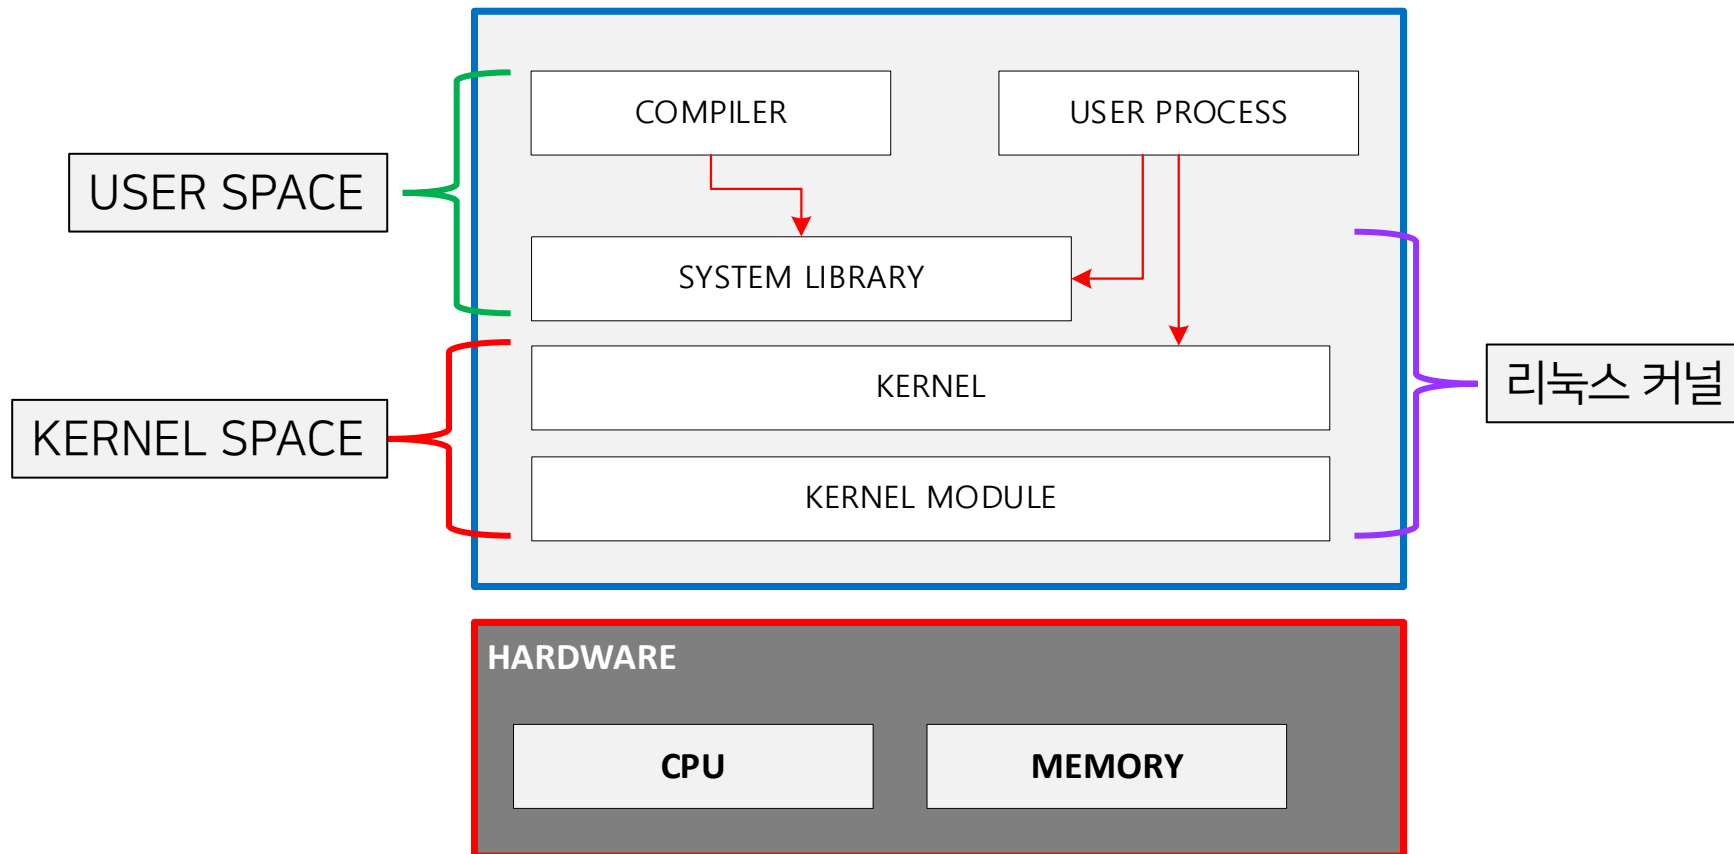 COMPILER
USER PROCESS
USER SPACE
SYSTEM LIBRARY
KERNEL
리눅스 커널
KERNEL SPACE
KERNEL MODULE
HARDWARE
CPU
MEMORY